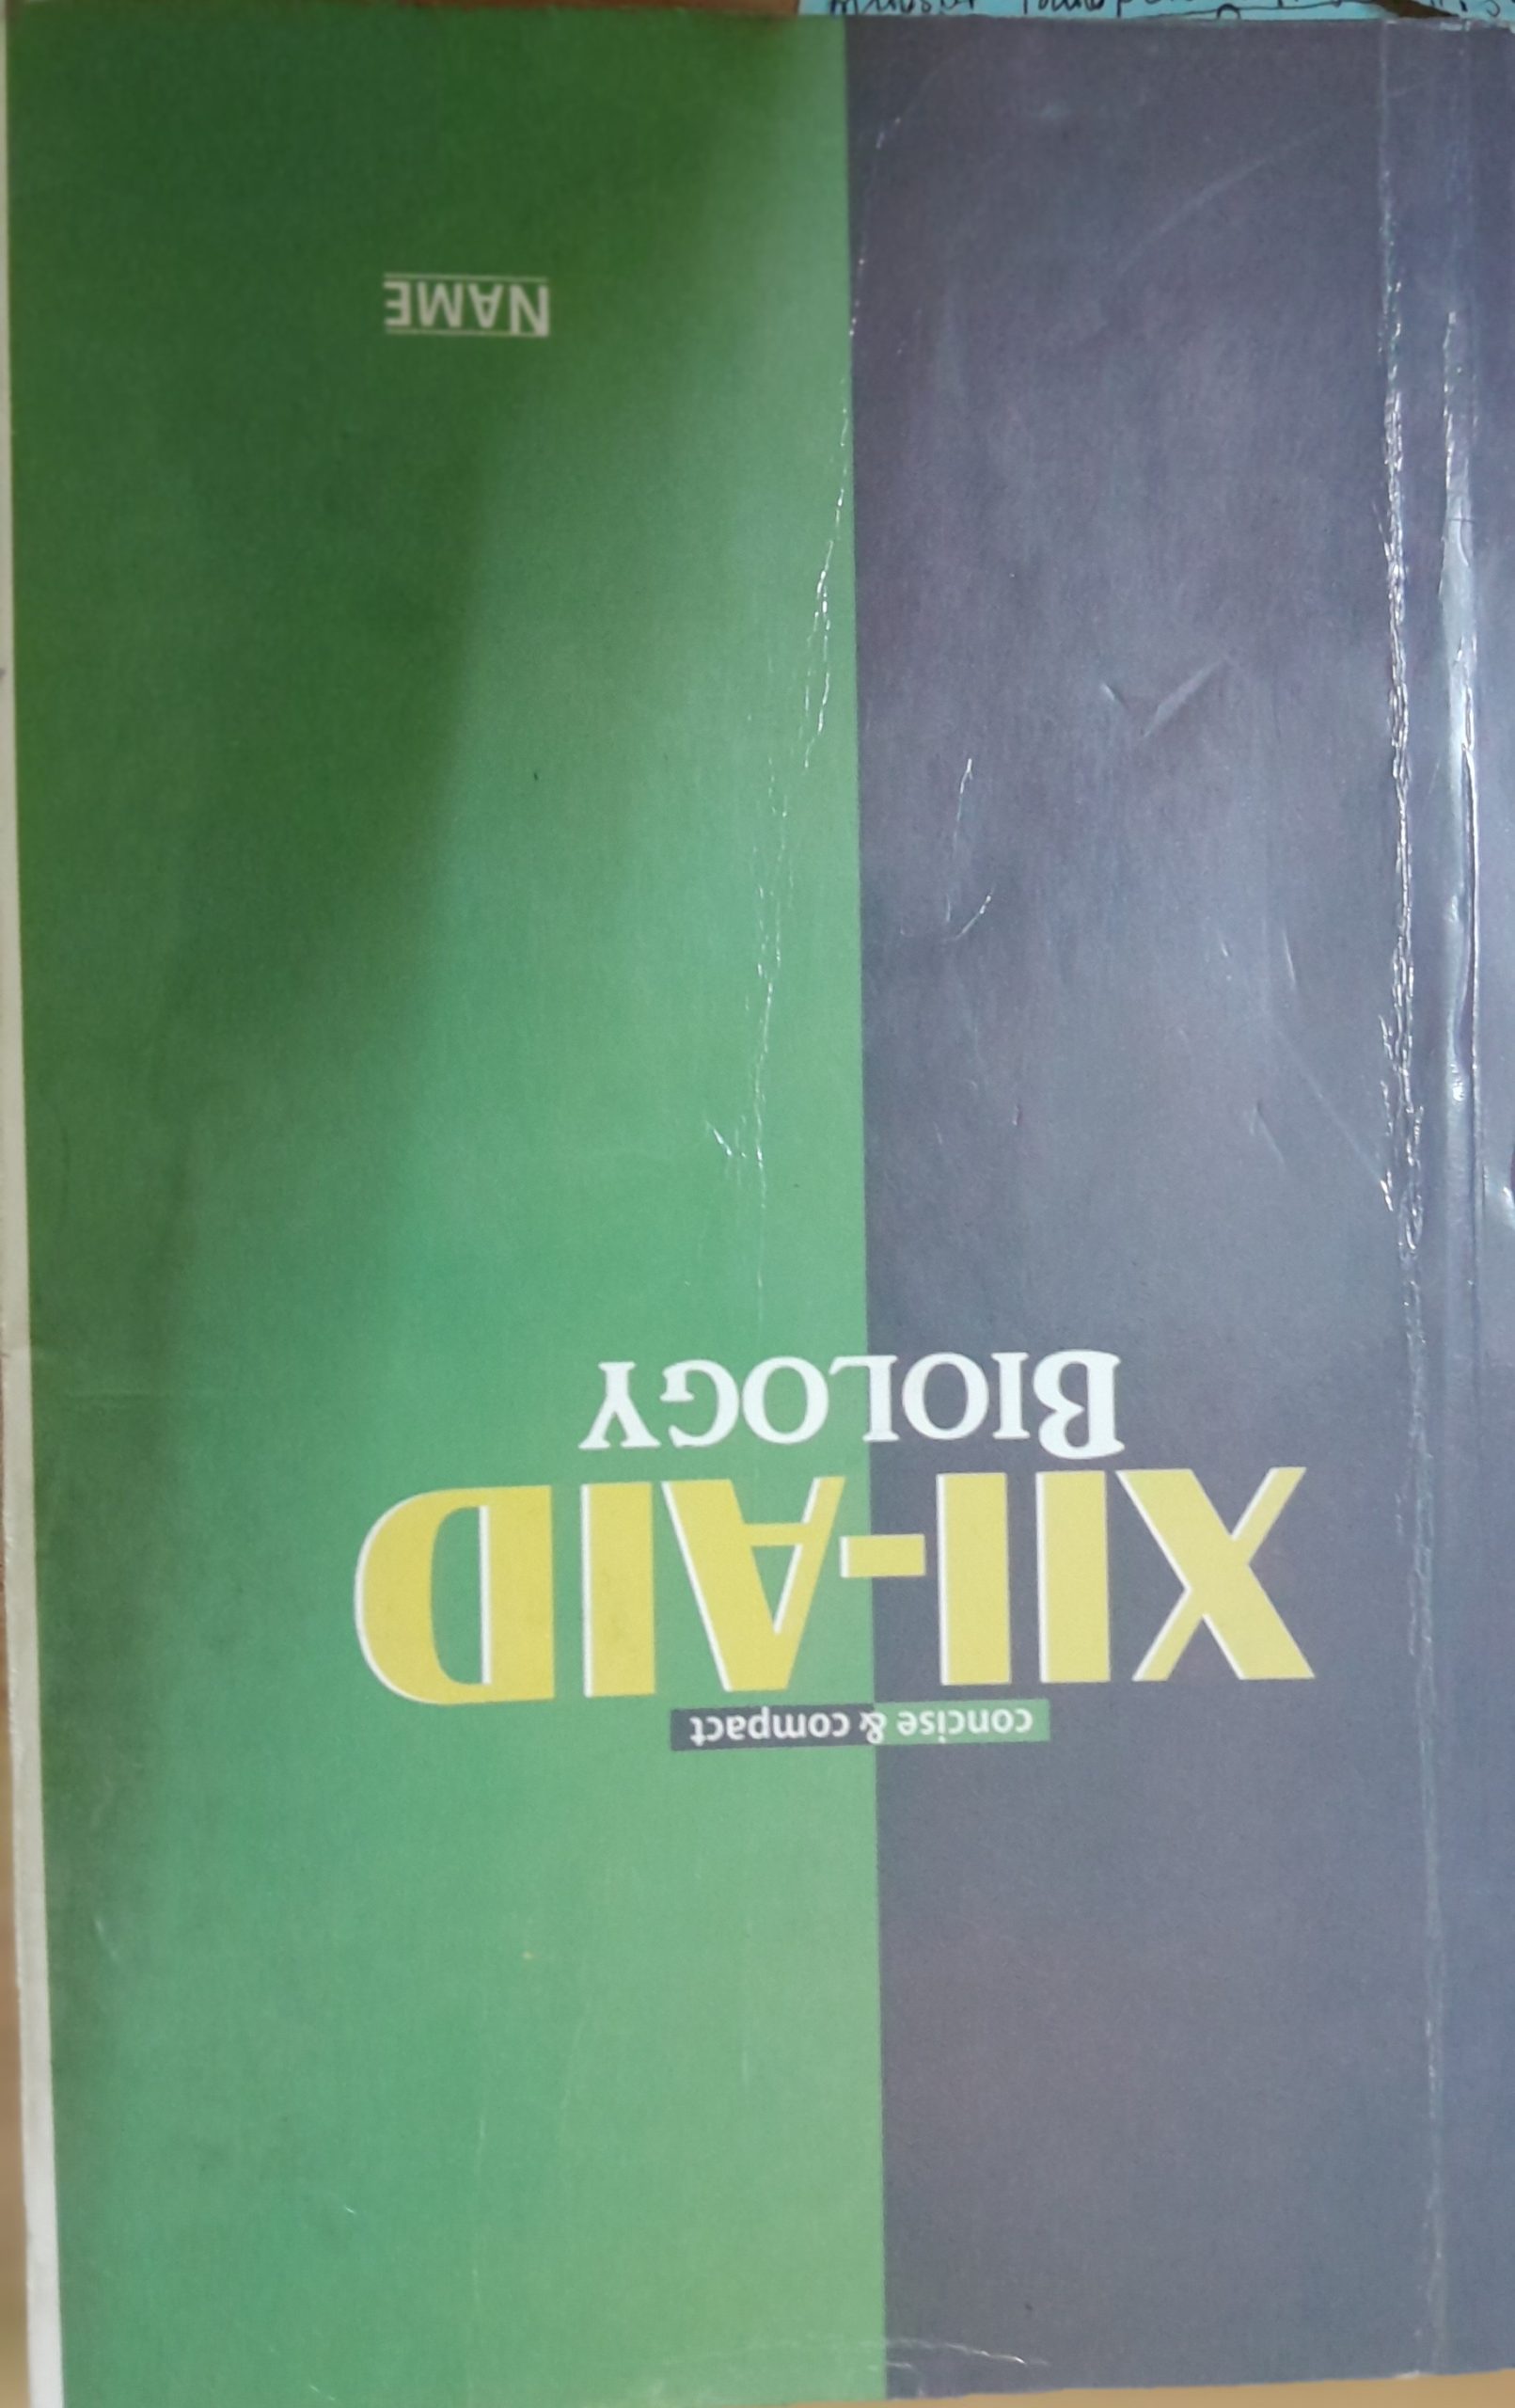 concise & compact
XII-AID
BIOLOGY
NAME